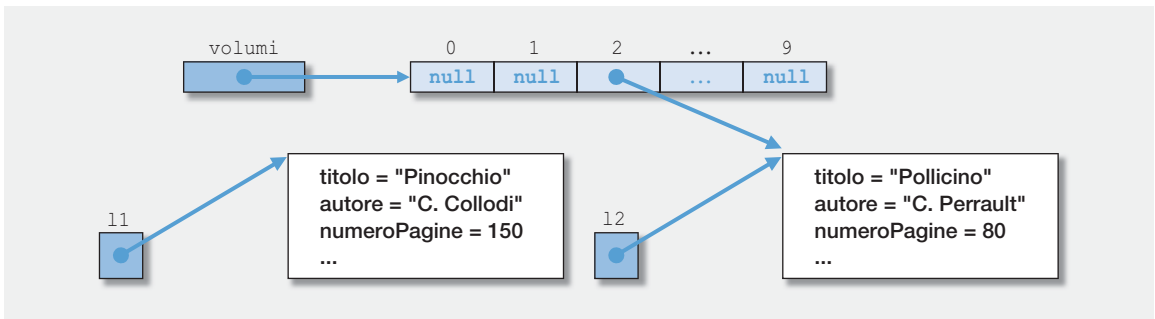 volumi 0 1 2 ... 9
null null ... null
titolo = "Pinocchio"
autore = "C. Collodi"
numeroPagine = 150
...
l1
titolo = "Pollicino"
autore = "C. Perrault"
numeroPagine = 80
...
l2